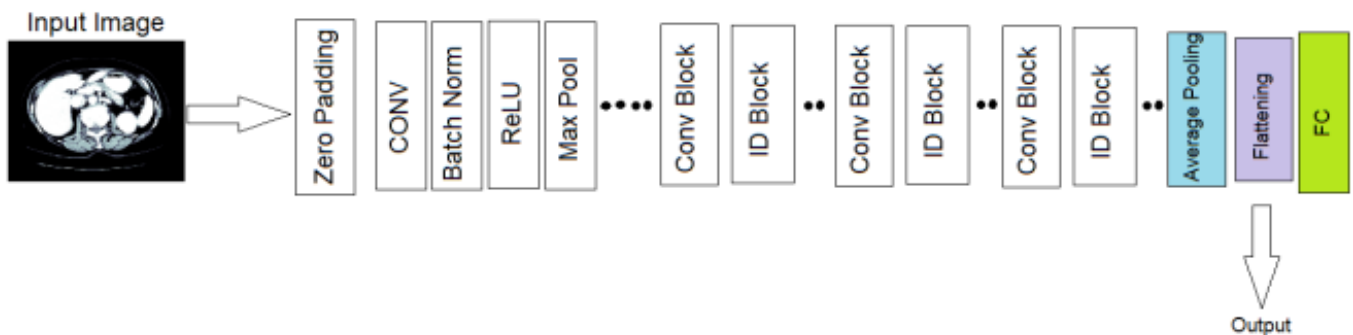 Input Image
Zero Padding
CONV
Batch Norm
ReLU
Max Pool
Conv Block
ID Block
Conv Block
ID Block
Conv Block
ID Block
Average Pooling
Flattening
FC
Output